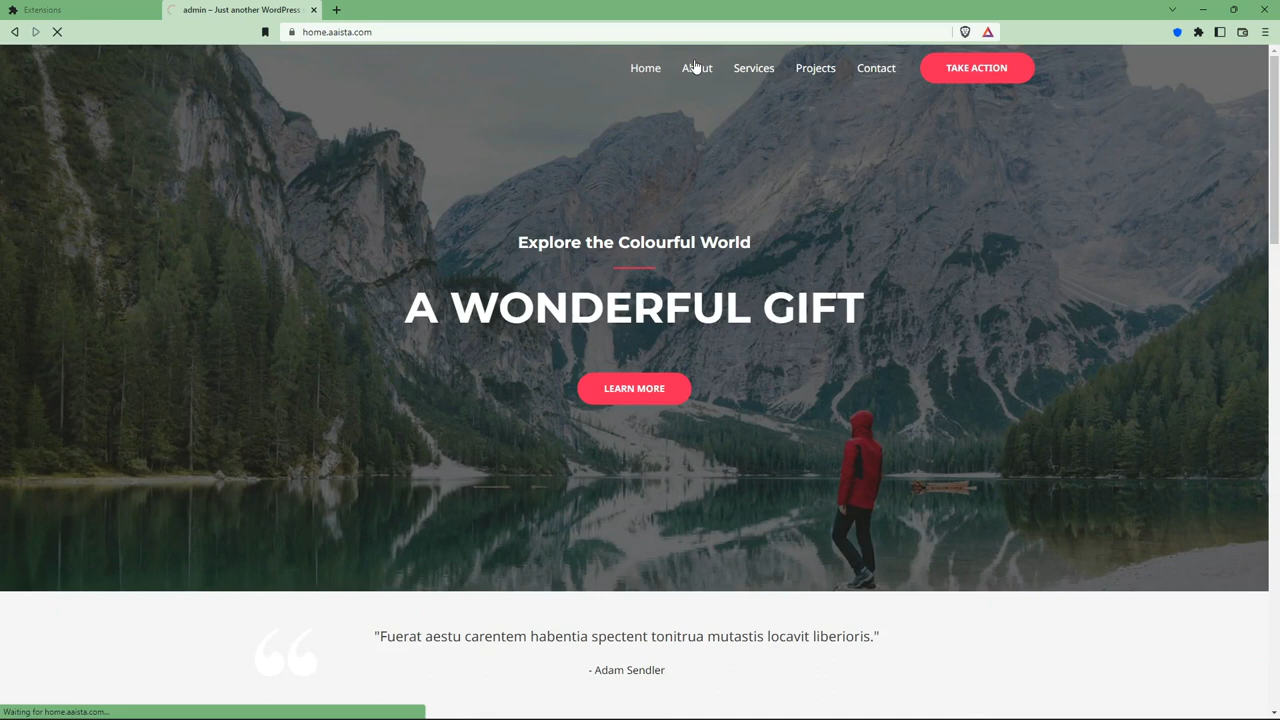 Extensions
admin – Just another WordPress
home.aaista.com
Home About Services Projects Contact TAKE ACTION
Explore the Colourful World
A WONDERFUL GIFT
LEARN MORE
"Fuerat aestu carentem habentia spectent tonitrua mutastis locavit liberioris."
- Adam Sendler
Waiting for home.aaista.com...